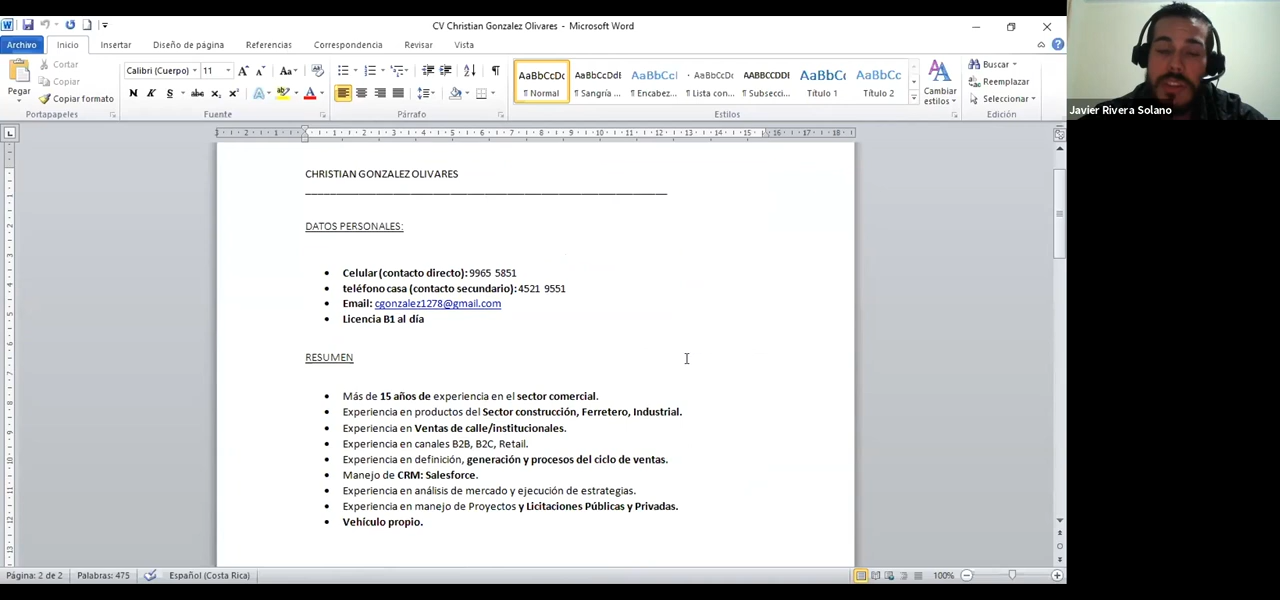 CV Christian Gonzalez Olivares - Microsoft Word
Archivo Inicio Insertar Diseño de página Referencias Correspondencia Revisar Vista
Pegar
Cortar
Copiar
Copiar formato
Portapapeles
Calibri (Cuerpo) 11
Fuente
Párrafo
AaBbCcDc AaBbCcDdE AaBbCcI AaBbCcDdI AABBCCDDE AaBbC AaBbCc
¶ Normal ¶ Sangría ... ¶ Encabez... ¶ Lista con... ¶ Subsecci... Título 1 Título 2
Cambiar estilos
Estilos
Buscar
Reemplazar
Seleccionar
Edición
Javier Rivera Solano
CHRISTIAN GONZALEZ OLIVARES
DATOS PERSONALES:
• Celular (contacto directo): 9965 5851
• teléfono casa (contacto secundario): 4521 9551
• Email: cgonzalez1278@gmail.com
• Licencia B1 al día
RESUMEN
• Más de 15 años de experiencia en el sector comercial.
• Experiencia en productos del Sector construcción, Ferretero, Industrial.
• Experiencia en Ventas de calle/institucionales.
• Experiencia en canales B2B, B2C, Retail.
• Experiencia en definición, generación y procesos del ciclo de ventas.
• Manejo de CRM: Salesforce.
• Experiencia en análisis de mercado y ejecución de estrategias.
• Experiencia en manejo de Proyectos y Licitaciones Públicas y Privadas.
• Vehículo propio.
Página: 2 de 2 Palabras: 475 Español (Costa Rica) 100%